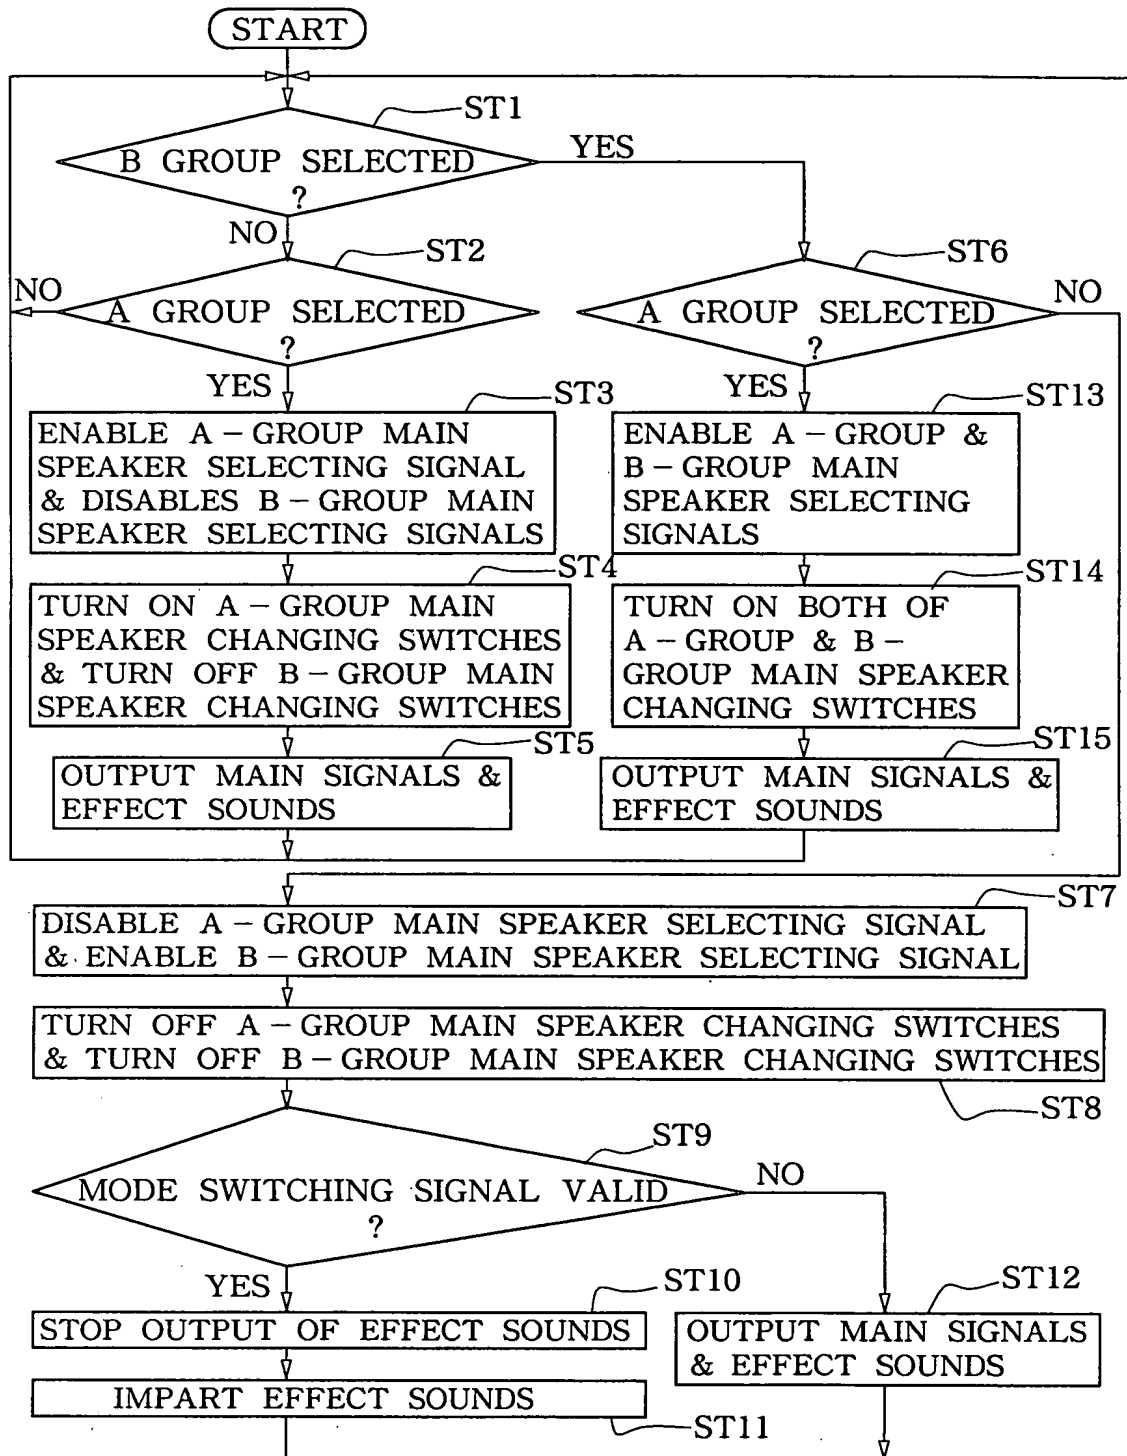 START
ST1
B GROUP SELECTED
?
YES
NO
ST2
A GROUP SELECTED
?
NO
YES
ST6
A GROUP SELECTED
?
NO
YES
ST3
ENABLE A – GROUP MAIN
SPEAKER SELECTING SIGNAL
& DISABLES B – GROUP MAIN
SPEAKER SELECTING SIGNALS
ST13
ENABLE A – GROUP &
B – GROUP MAIN
SPEAKER SELECTING
SIGNALS
ST4
TURN ON A – GROUP MAIN
SPEAKER CHANGING SWITCHES
& TURN OFF B – GROUP MAIN
SPEAKER CHANGING SWITCHES
ST14
TURN ON BOTH OF
A – GROUP & B –
GROUP MAIN SPEAKER
CHANGING SWITCHES
ST5
OUTPUT MAIN SIGNALS &
EFFECT SOUNDS
ST15
OUTPUT MAIN SIGNALS &
EFFECT SOUNDS
ST7
DISABLE A – GROUP MAIN SPEAKER SELECTING SIGNAL
& ENABLE B – GROUP MAIN SPEAKER SELECTING SIGNAL
TURN OFF A – GROUP MAIN SPEAKER CHANGING SWITCHES
& TURN OFF B – GROUP MAIN SPEAKER CHANGING SWITCHES
ST8
ST9
MODE SWITCHING SIGNAL VALID
?
NO
YES
ST10
STOP OUTPUT OF EFFECT SOUNDS
ST12
OUTPUT MAIN SIGNALS
& EFFECT SOUNDS
IMPART EFFECT SOUNDS
ST11